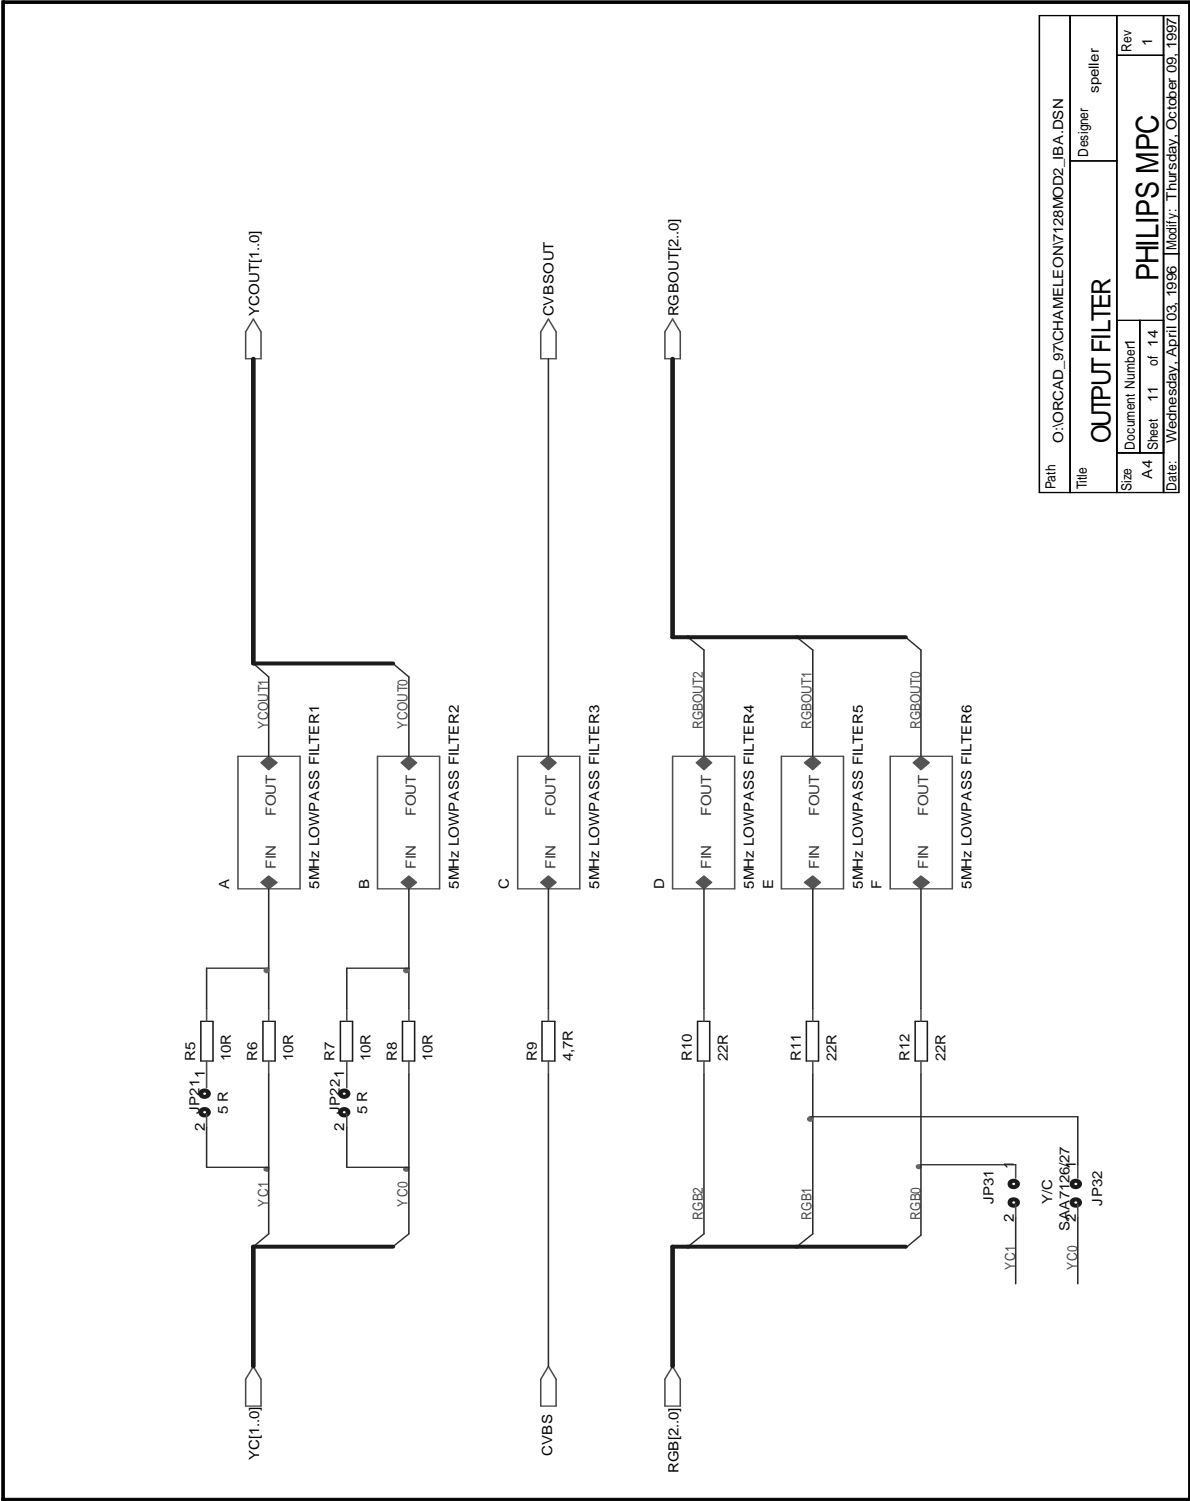 YC[1..0]
YC1
YC0
2
JP21
1
5 R
R5
10R
R6
10R
2
JP22
1
5 R
R7
10R
R8
10R
A
FIN
FOUT
5MHz LOWPASS FILTER1
B
FIN
FOUT
5MHz LOWPASS FILTER2
YCOUT1
YCOUT0
YCOUT[1..0]
CVBS
R9
4,7R
C
FIN
FOUT
5MHz LOWPASS FILTER3
CVBSOUT
RGB[2..0]
RGB2
RGB1
RGB0
R10
22R
R11
22R
R12
22R
D
FIN
FOUT
5MHz LOWPASS FILTER4
E
FIN
FOUT
5MHz LOWPASS FILTER5
F
FIN
FOUT
5MHz LOWPASS FILTER6
RGBOUT2
RGBOUT1
RGBOUT0
RGBOUT[2..0]
YC1
2
JP31
1
Y/C
SAA7126/27
YC0
2
1
JP32
Path O:\ORCAD_97\CHAMELEON\7128MOD2_IBA.DSN
Title
OUTPUT FILTER
Designer speller
Size
A4
Document Number1
Sheet 11 of 14
PHILIPS MPC
Rev
1
Date: Wednesday, April 03, 1996 Modify: Thursday, October 09, 1997